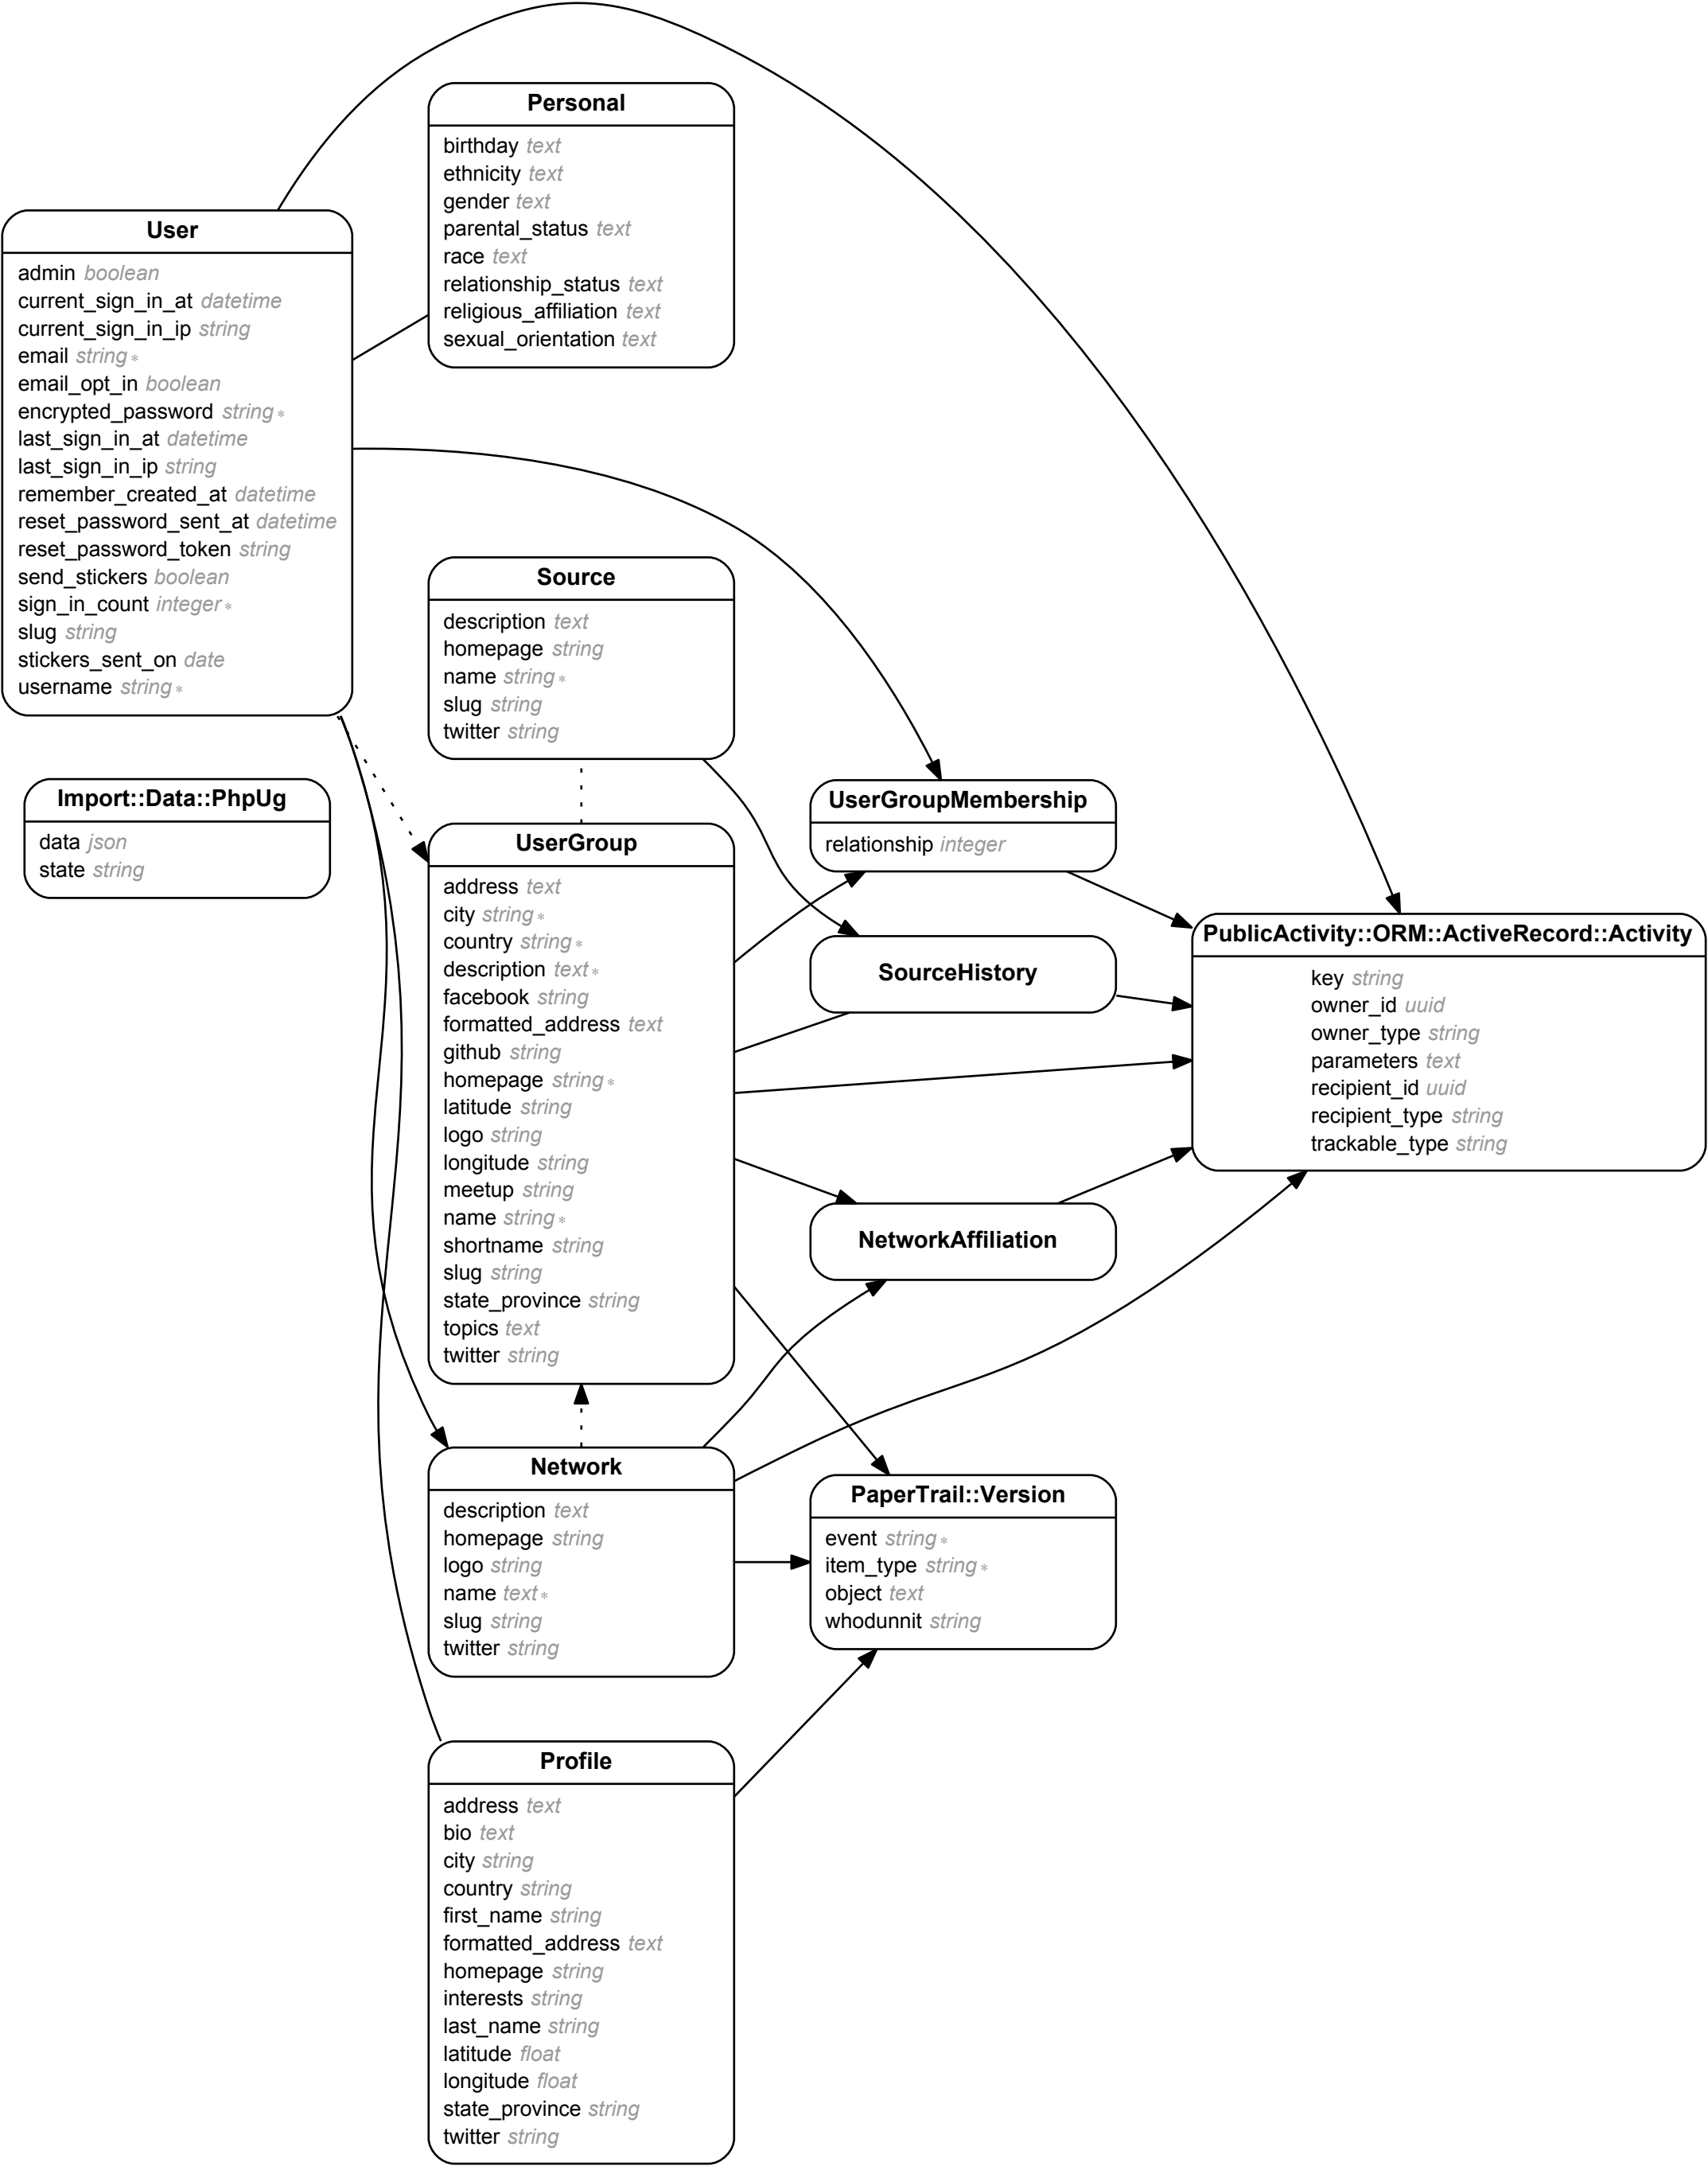 Personal
birthday text
ethnicity text
gender text
parental_status text
race text
relationship_status text
religious_affiliation text
sexual_orientation text
User
admin boolean
current_sign_in_at datetime
current_sign_in_ip string
email string *
email_opt_in boolean
encrypted_password string *
last_sign_in_at datetime
last_sign_in_ip string
remember_created_at datetime
reset_password_sent_at datetime
reset_password_token string
send_stickers boolean
sign_in_count integer *
slug string
stickers_sent_on date
username string *
Source
description text
homepage string
name string *
slug string
twitter string
Import::Data::PhpUg
data json
state string
UserGroup
address text
city string *
country string *
description text *
facebook string
formatted_address text
github string
homepage string *
latitude string
logo string
longitude string
meetup string
name string *
shortname string
slug string
state_province string
topics text
twitter string
UserGroupMembership
relationship integer
SourceHistory
PublicActivity::ORM::ActiveRecord::Activity
key string
owner_id uuid
owner_type string
parameters text
recipient_id uuid
recipient_type string
trackable_type string
NetworkAffiliation
Network
description text
homepage string
logo string
name text *
slug string
twitter string
PaperTrail::Version
event string *
item_type string *
object text
whodunnit string
Profile
address text
bio text
city string
country string
first_name string
formatted_address text
homepage string
interests string
last_name string
latitude float
longitude float
state_province string
twitter string